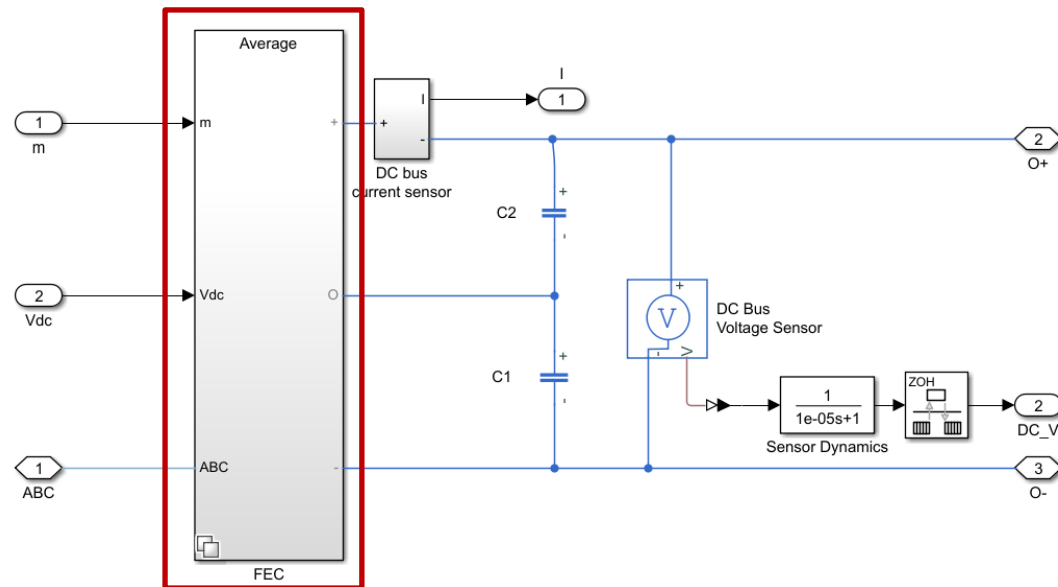 Average
m
Vdc
ABC
+
O
-
FEC
1
m
2
Vdc
1
ABC
+
I
-
DC bus
current sensor
I
1
C2
+
-
C1
+
-
+
V
-
V
DC Bus
Voltage Sensor
1
1e-05s+1
Sensor Dynamics
ZOH
2
DC_V
2
O+
3
O-